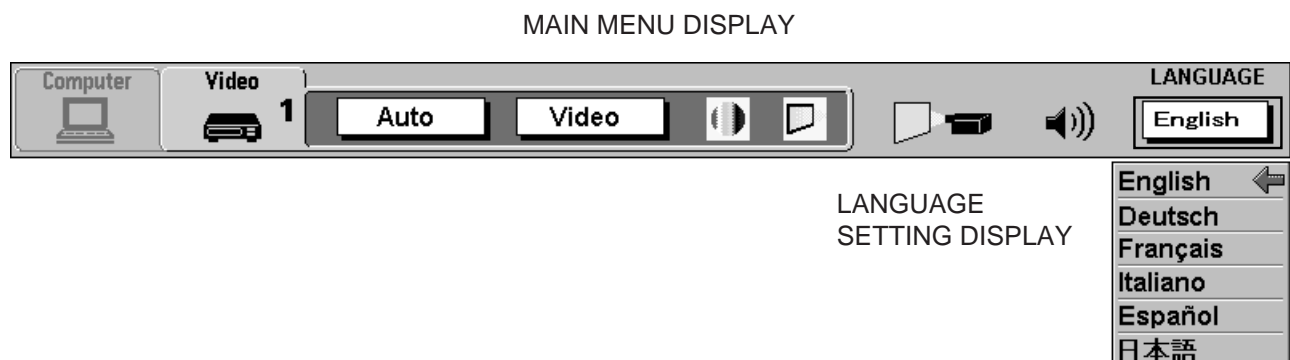 MAIN MENU DISPLAY
Computer
Video
1
Auto
Video
LANGUAGE
English
LANGUAGE
SETTING DISPLAY
English
Deutsch
Français
Italiano
Español
日本語